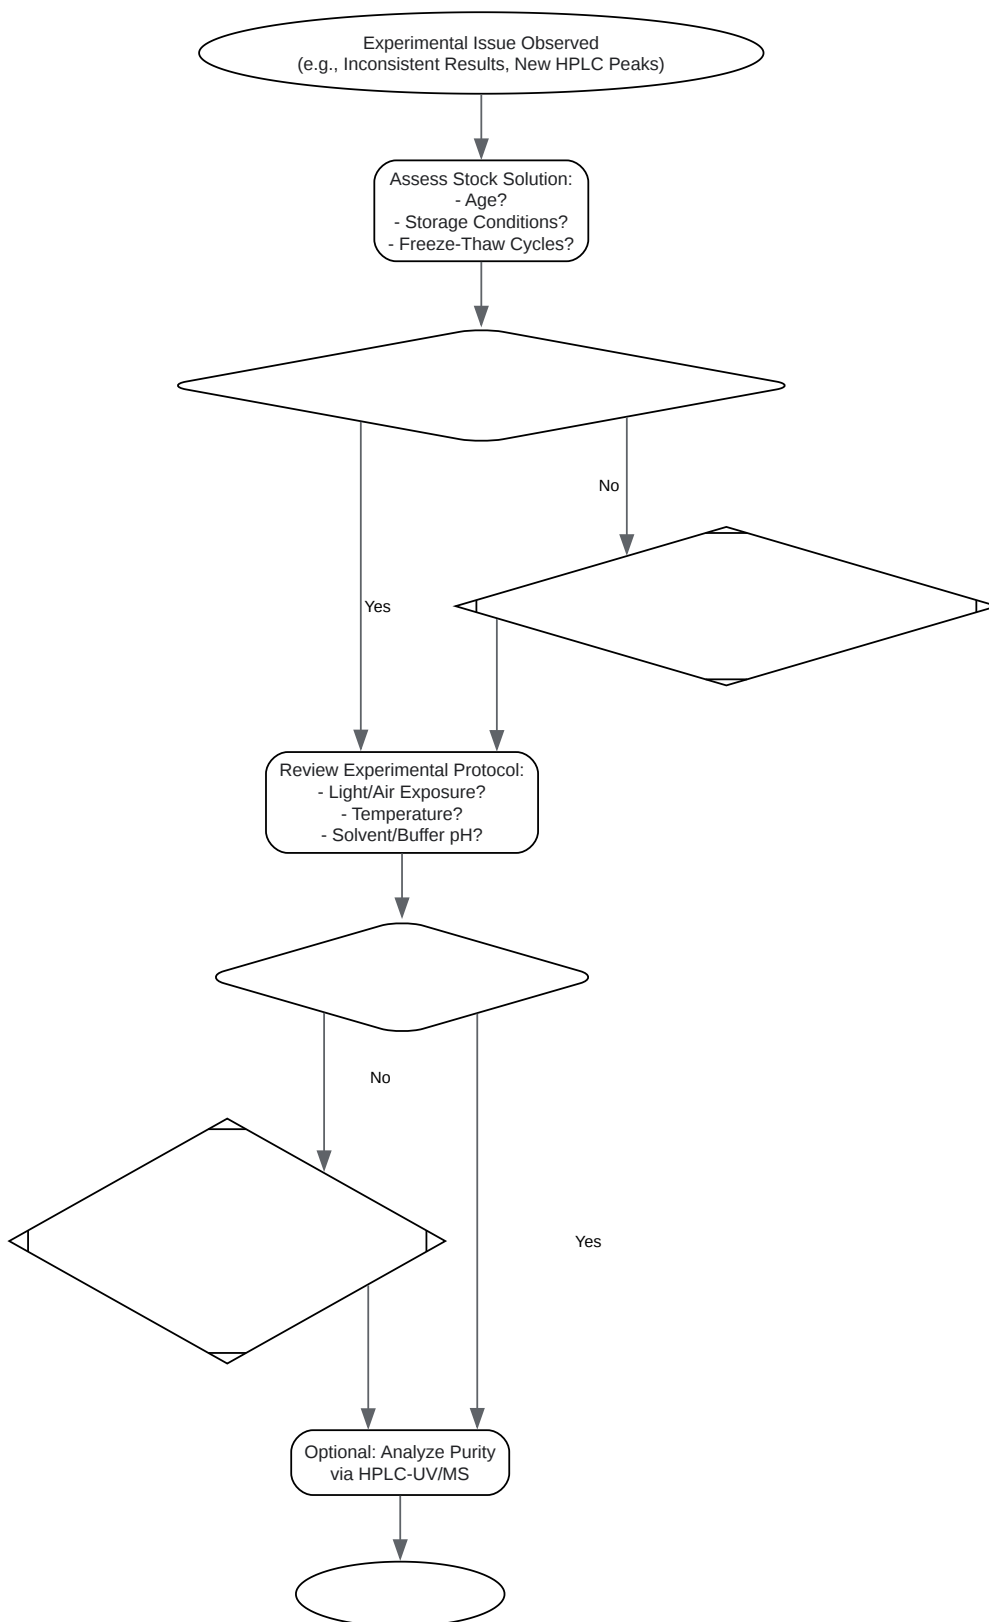 Experimental Issue Observed
(e.g., Inconsistent Results, New HPLC Peaks)
Assess Stock Solution:
- Age?
- Storage Conditions?
- Freeze-Thaw Cycles?
No
Yes
Review Experimental Protocol:
- Light/Air Exposure?
- Temperature?
- Solvent/Buffer pH?
No
Yes
Optional: Analyze Purity
via HPLC-UV/MS